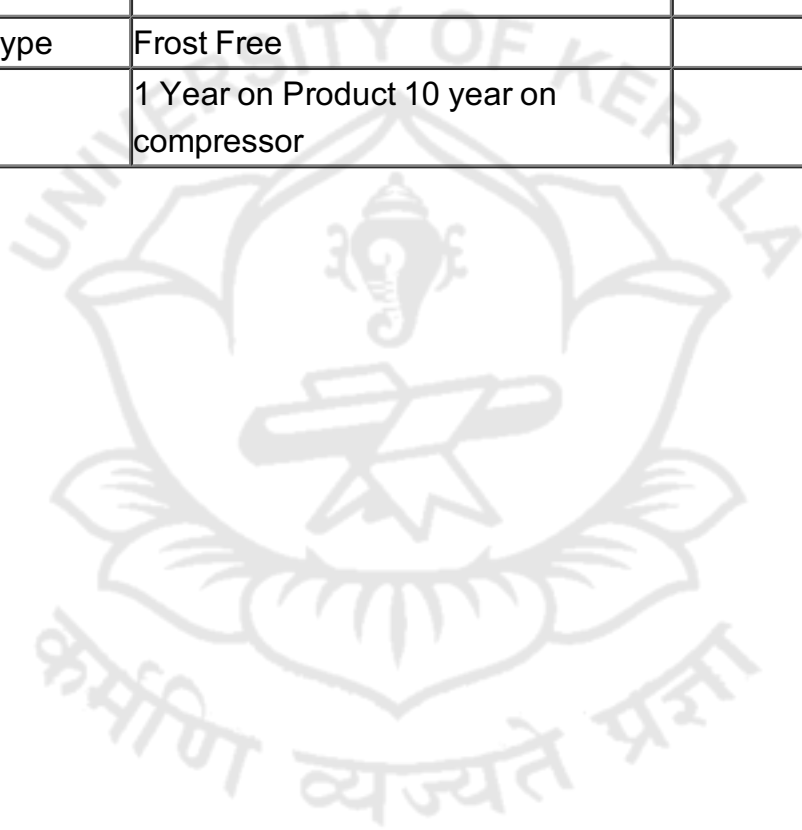 ype Frost Free
1 Year on Product 10 year on
compressor
UNIVERSITY OF KERALA
कर्मणि व्यज्यते प्रज्ञा